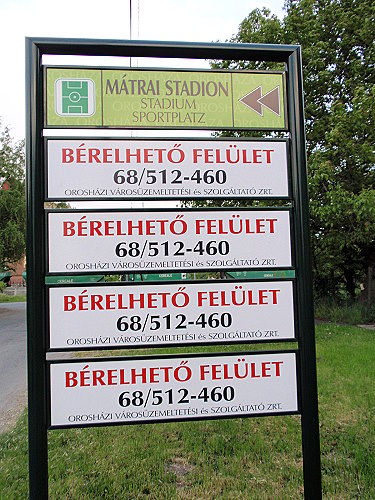 MÁTRAI STADION
STADIUM
SPORTPLATZ
BÉRELHETŐ FELÜLET
68/512-460
OROSHÁZI VÁROSÜZEMELTETÉSI és SZOLGÁLTATÓ ZRT.
BÉRELHETŐ FELÜLET
68/512-460
OROSHÁZI VÁROSÜZEMELTETÉSI és SZOLGÁLTATÓ ZRT.
BÉRELHETŐ FELÜLET
68/512-460
OROSHÁZI VÁROSÜZEMELTETÉSI és SZOLGÁLTATÓ ZRT.
BÉRELHETŐ FELÜLET
68/512-460
OROSHÁZI VÁROSÜZEMELTETÉSI és SZOLGÁLTATÓ ZRT.